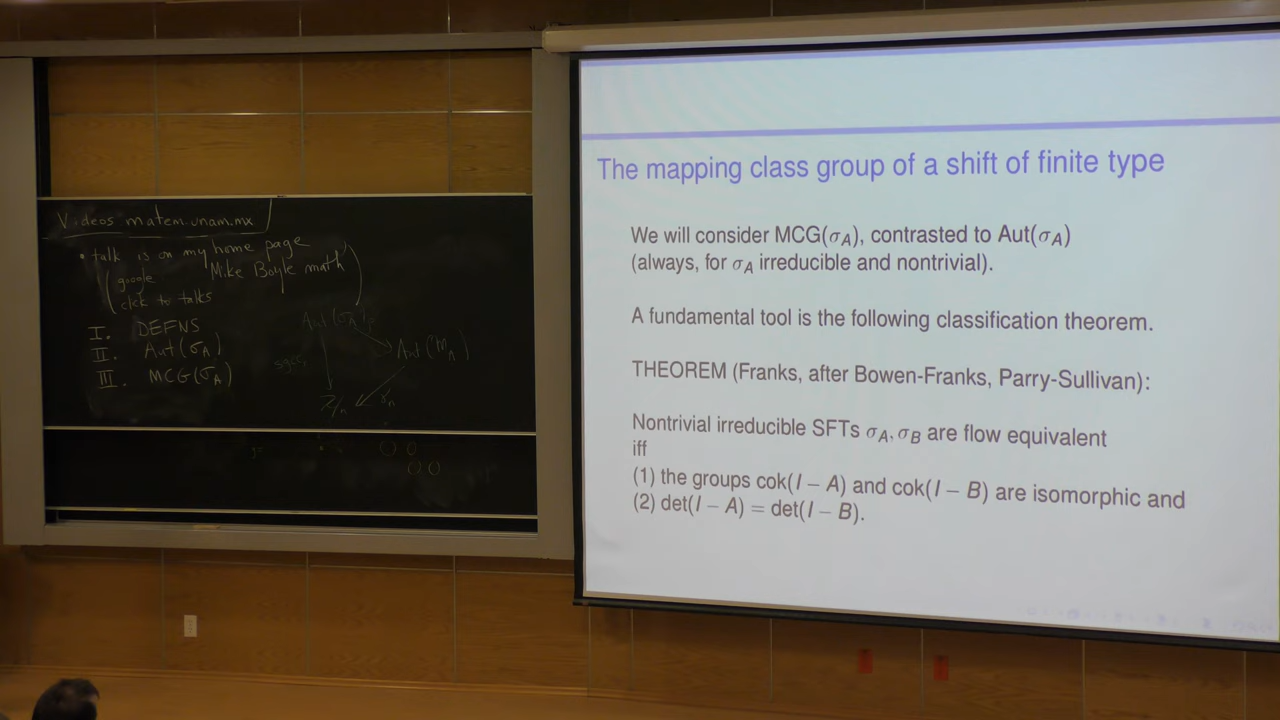 Videos matem.unam.mx
• talk is on my home page
(google Mike Boyle math)
click to talks
I. DEFNS
II. Aut(σ_A)
III. MCG(σ_A)
Aut(σ_A)
Aut(M_A)
The mapping class group of a shift of finite type
We will consider MCG(σ_A), contrasted to Aut(σ_A)
(always, for σ_A irreducible and nontrivial).
A fundamental tool is the following classification theorem.
THEOREM (Franks, after Bowen-Franks, Parry-Sullivan):
Nontrivial irreducible SFTs σ_A, σ_B are flow equivalent
iff
(1) the groups cok(I − A) and cok(I − B) are isomorphic and
(2) det(I − A) = det(I − B).